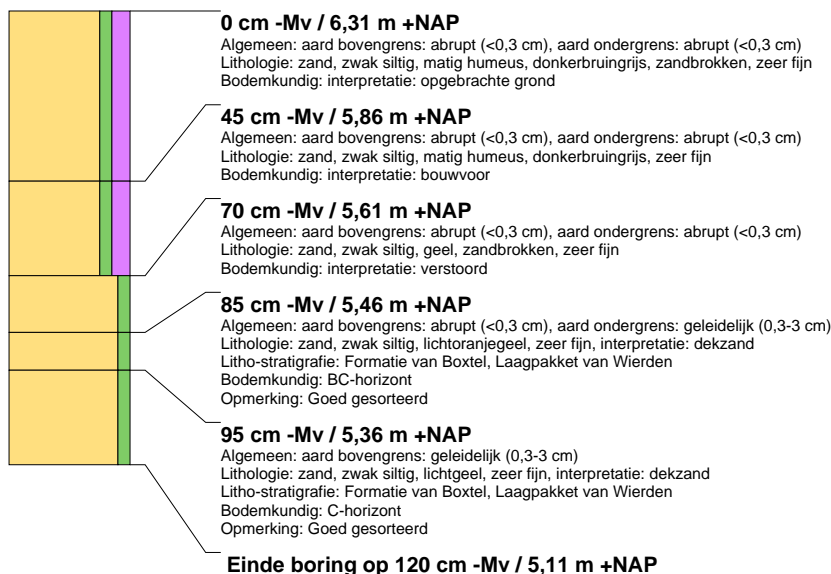 0 cm -Mv / 6,31 m +NAP
Algemeen: aard bovengrens: abrupt (<0,3 cm), aard ondergrens: abrupt (<0,3 cm)
Lithologie: zand, zwak siltig, matig humeus, donkerbruingrijs, zandbrokken, zeer fijn
Bodemkundig: interpretatie: opgebrachte grond
45 cm -Mv / 5,86 m +NAP
Algemeen: aard bovengrens: abrupt (<0,3 cm), aard ondergrens: abrupt (<0,3 cm)
Lithologie: zand, zwak siltig, matig humeus, donkerbruingrijs, zeer fijn
Bodemkundig: interpretatie: bouwvoor
70 cm -Mv / 5,61 m +NAP
Algemeen: aard bovengrens: abrupt (<0,3 cm), aard ondergrens: abrupt (<0,3 cm)
Lithologie: zand, zwak siltig, geel, zandbrokken, zeer fijn
Bodemkundig: interpretatie: verstoord
85 cm -Mv / 5,46 m +NAP
Algemeen: aard bovengrens: abrupt (<0,3 cm), aard ondergrens: geleidelijk (0,3-3 cm)
Lithologie: zand, zwak siltig, lichtoranjegeel, zeer fijn, interpretatie: dekzand
Litho-stratigrafie: Formatie van Boxtel, Laagpakket van Wierden
Bodemkundig: BC-horizont
Opmerking: Goed gesorteerd
95 cm -Mv / 5,36 m +NAP
Algemeen: aard bovengrens: geleidelijk (0,3-3 cm)
Lithologie: zand, zwak siltig, lichtgeel, zeer fijn, interpretatie: dekzand
Litho-stratigrafie: Formatie van Boxtel, Laagpakket van Wierden
Bodemkundig: C-horizont
Opmerking: Goed gesorteerd
Einde boring op 120 cm -Mv / 5,11 m +NAP